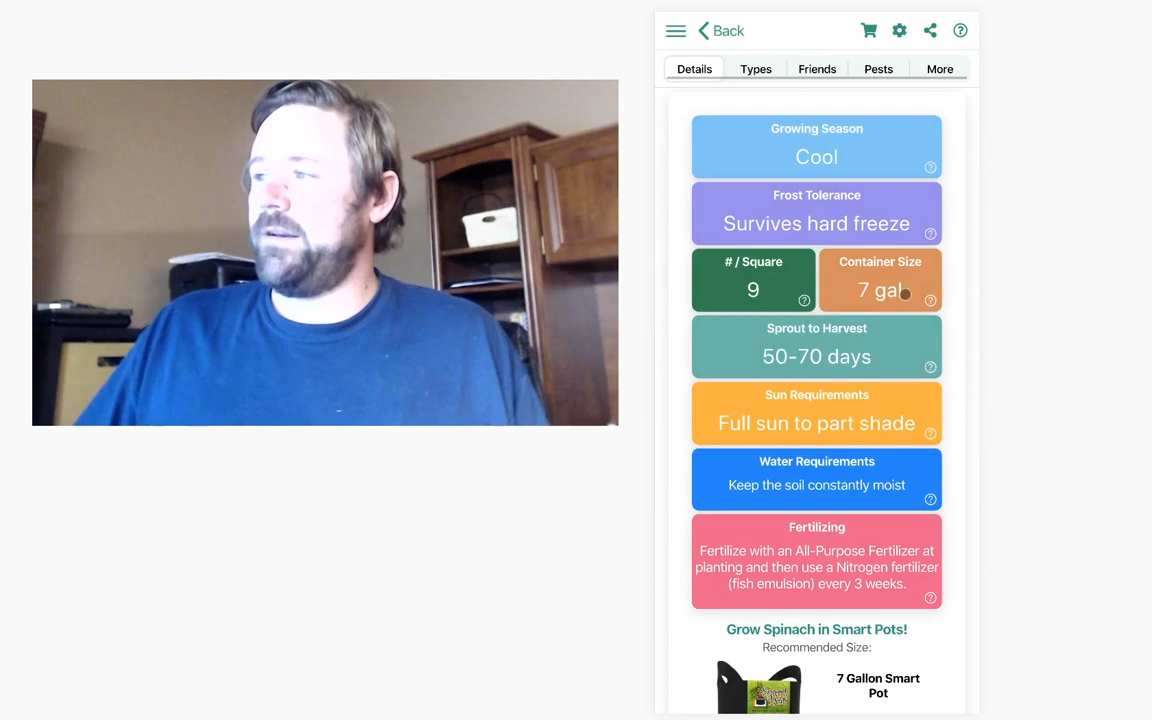 Back
Details Types Friends Pests More
Growing Season
Cool
Frost Tolerance
Survives hard freeze
# / Square
9
Container Size
7 gal
Sprout to Harvest
50-70 days
Sun Requirements
Full sun to part shade
Water Requirements
Keep the soil constantly moist
Fertilizing
Fertilize with an All-Purpose Fertilizer at
planting and then use a Nitrogen fertilizer
(fish emulsion) every 3 weeks.
Grow Spinach in Smart Pots!
Recommended Size:
7 Gallon Smart
Pot